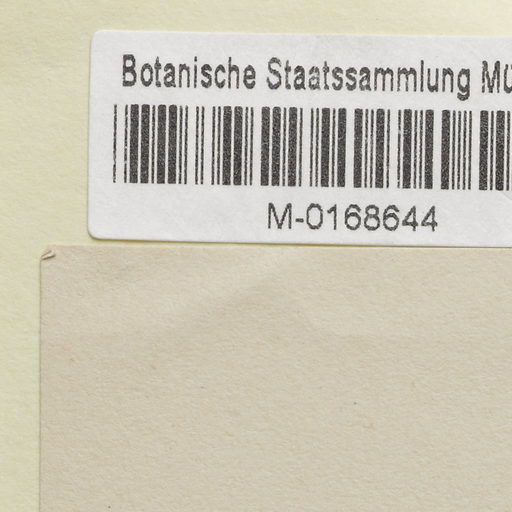 Botanische Staatssammlung Mü
M-0168644